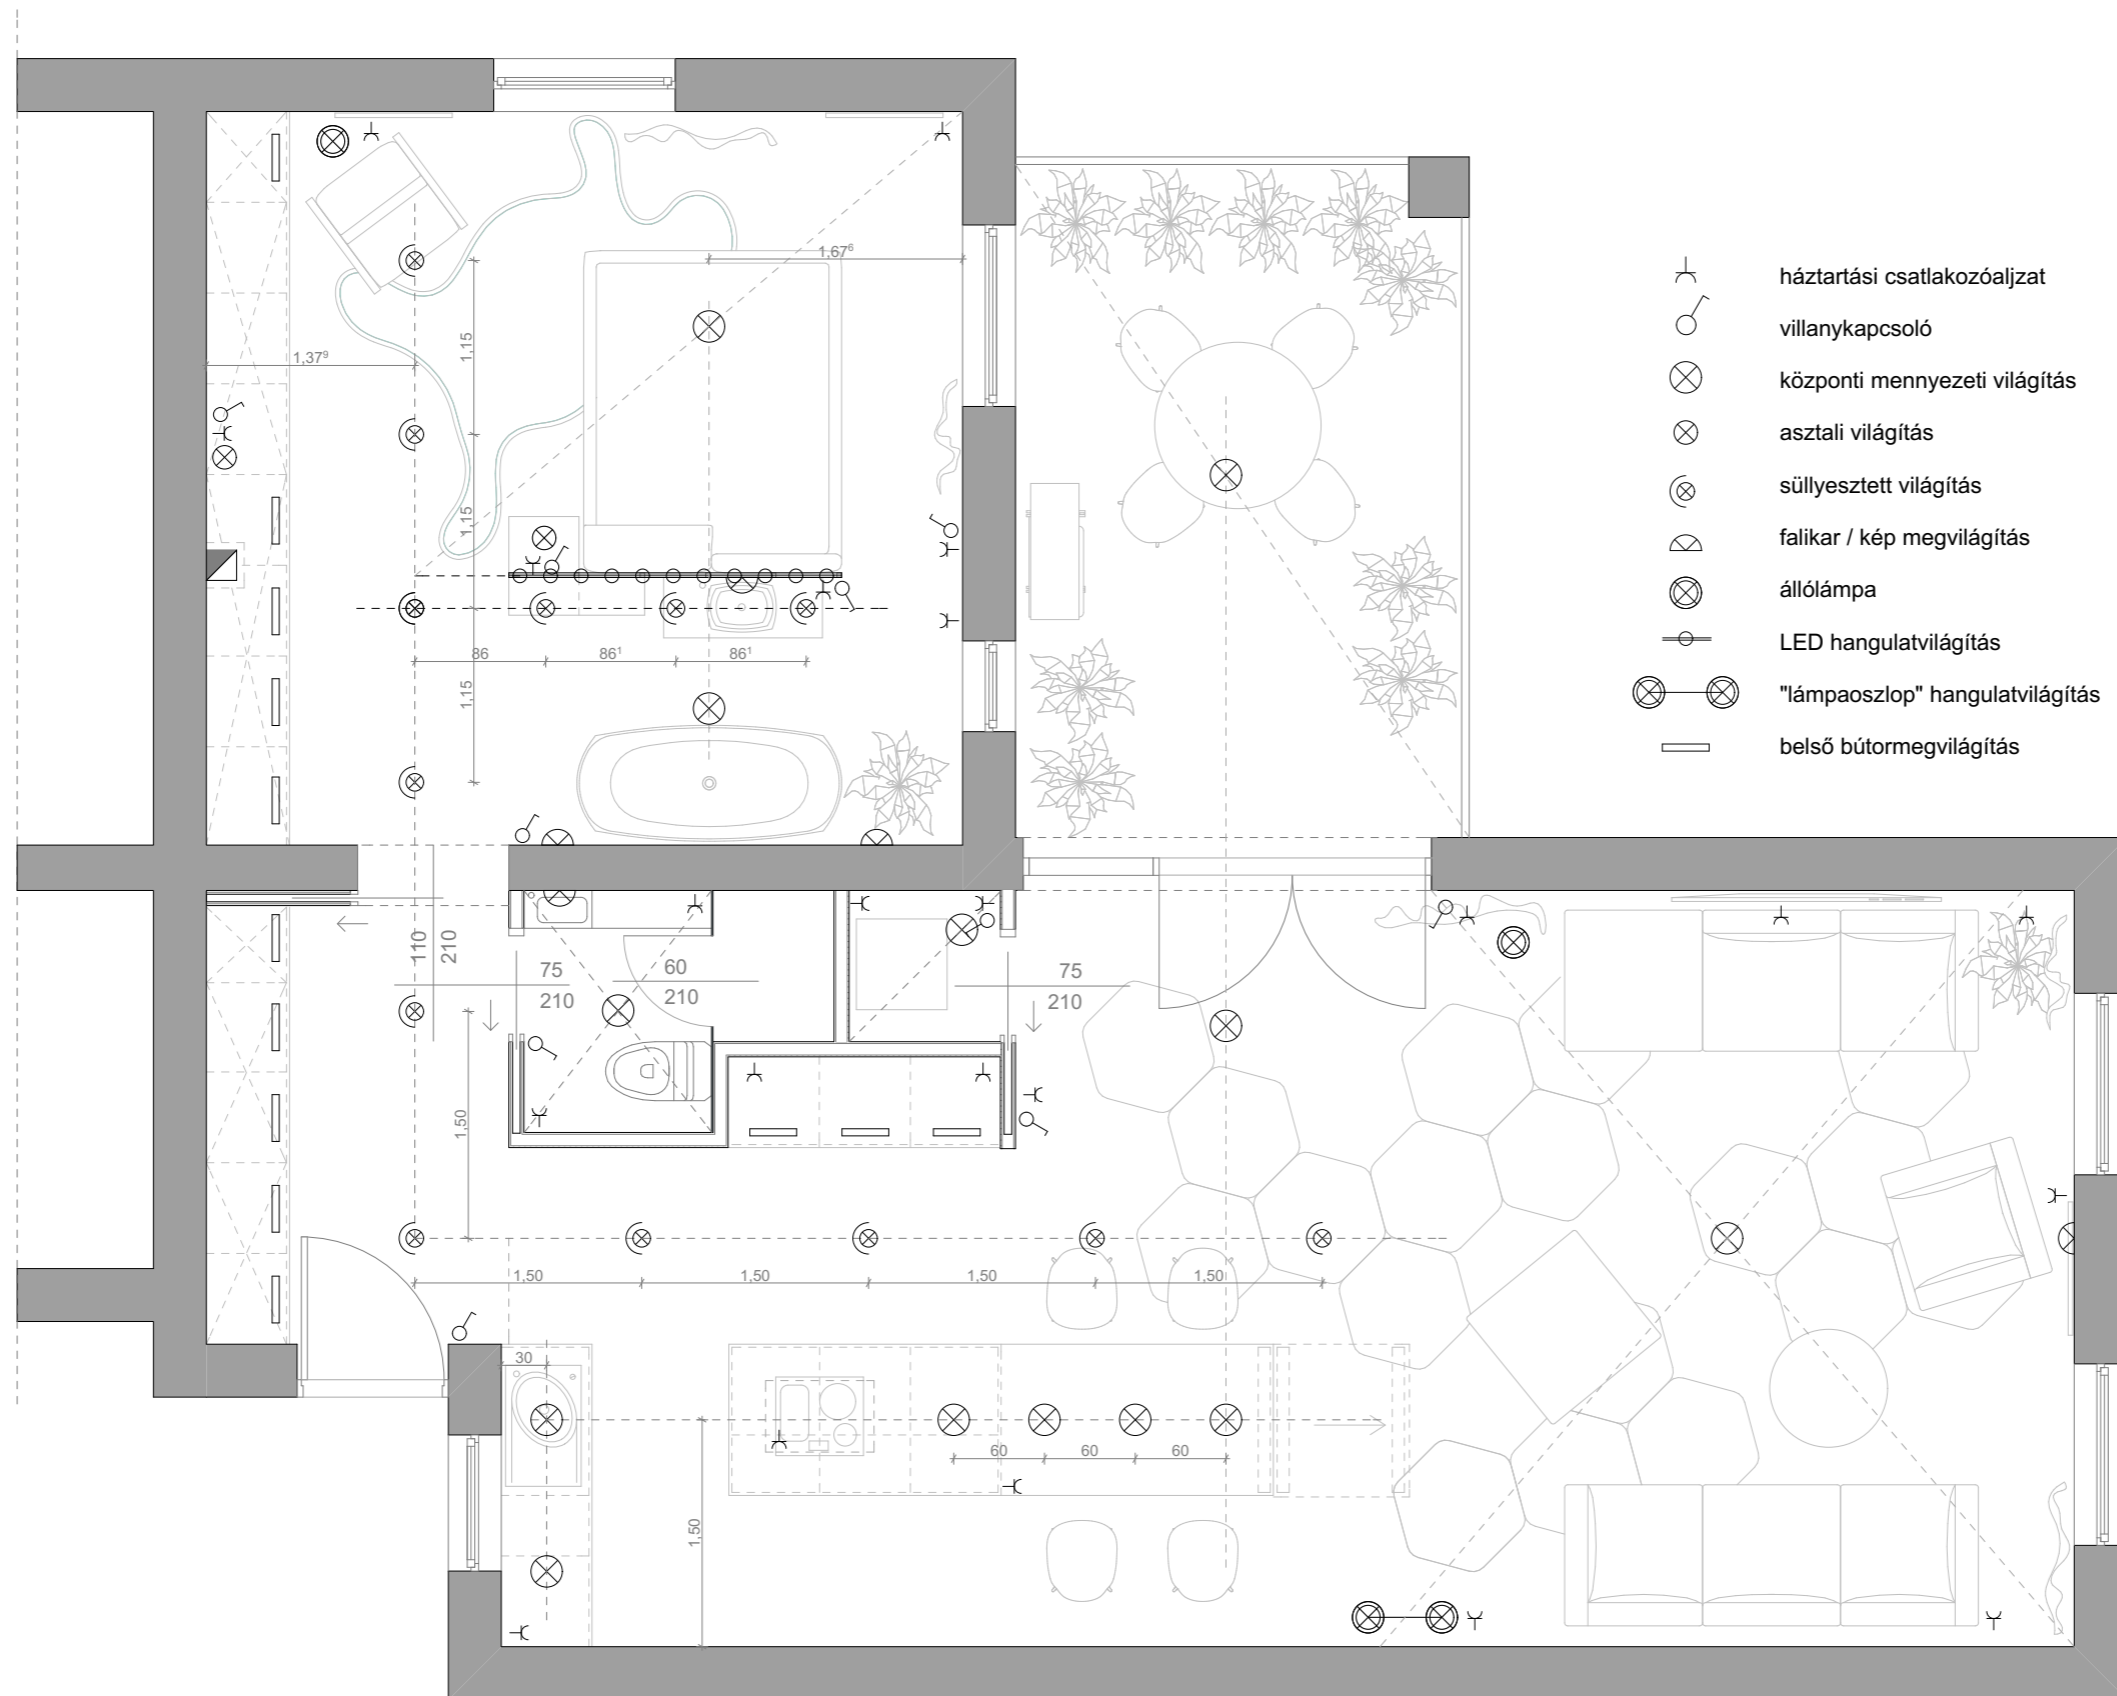 1,67⁶
1,15
1,37⁹
1,15
86
86¹
86¹
1,15
háztartási csatlakozóaljzat
villanykapcsoló
központi mennyezeti világítás
asztali világítás
süllyesztett világítás
falikar / kép megvilágítás
állólámpa
LED hangulatvilágítás
"lámpaoszlop" hangulatvilágítás
belső bútormegvilágítás
110
210
75
210
60
210
75
210
1,50
1,50
1,50
1,50
1,50
30
60
60
60
1,50